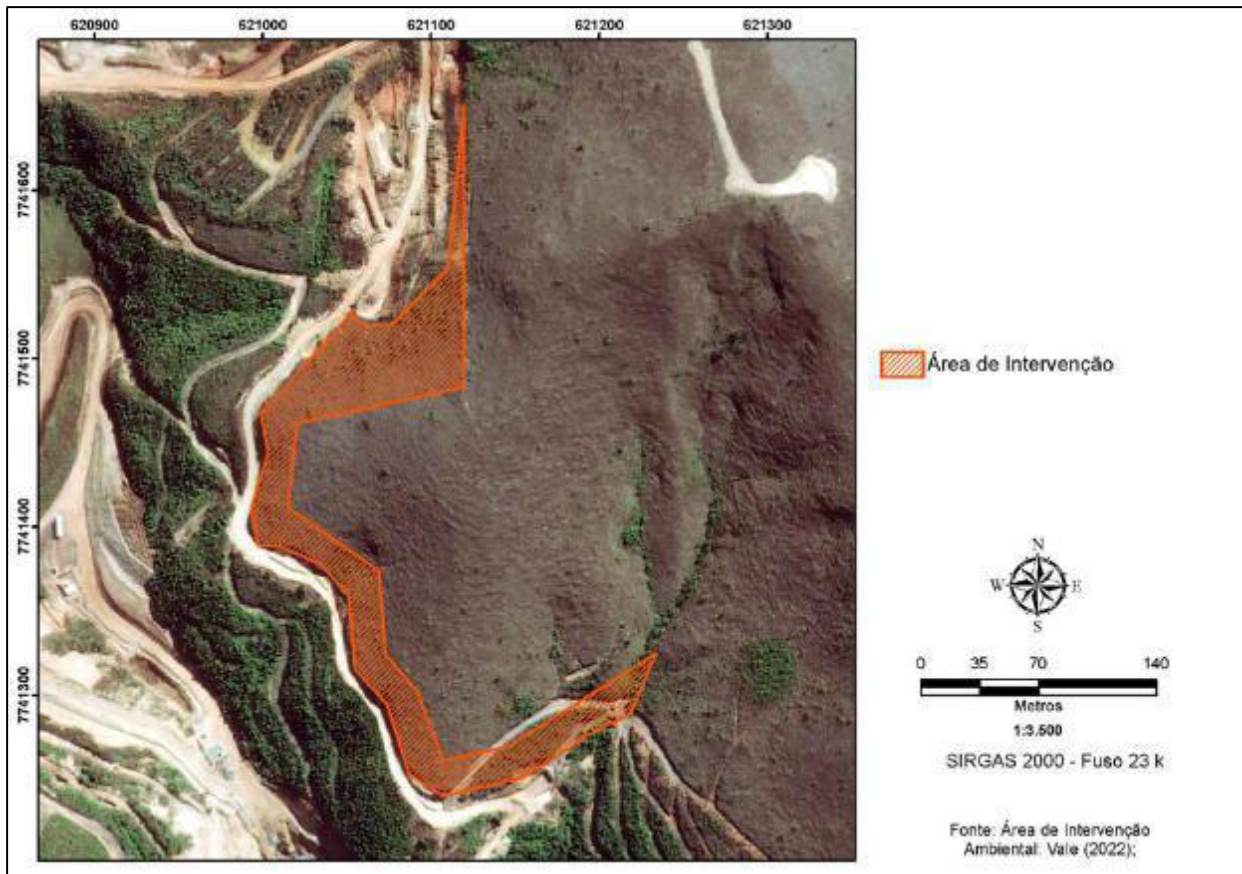 620900 621000 621100 621200 621300
7741600
7741500
7741400
7741300
Área de Intervenção
N
W E
S
0 35 70 140
Metros
1:3.500
SIRGAS 2000 - Fuso 23 k
Fonte: Área de Intervenção
Ambiental: Vale (2022);